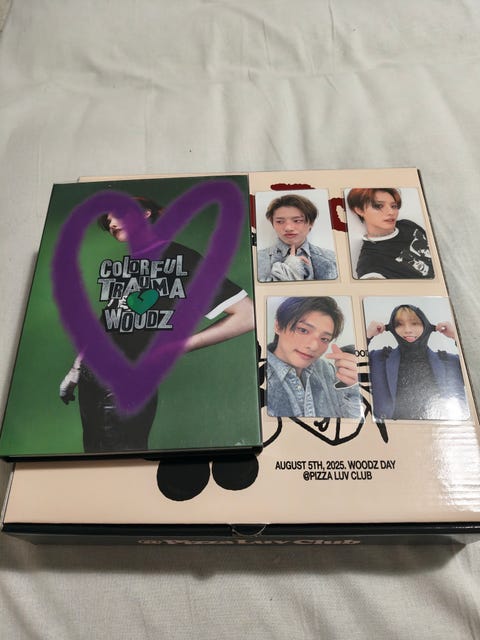 COLORFUL
TRAUMA
WOODZ
AUGUST 5TH, 2025. WOODZ DAY
@PIZZA LUV CLUB
@Pizza Luv Club